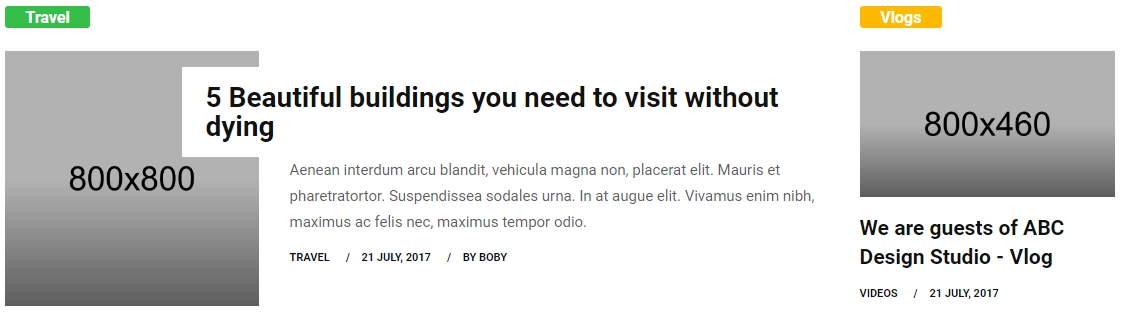 Travel
800x800
5 Beautiful buildings you need to visit without
dying
Aenean interdum arcu blandit, vehicula magna non, placerat elit. Mauris et
pharetratortor. Suspendissea sodales urna. In at augue elit. Vivamus enim nibh,
maximus ac felis nec, maximus tempor odio.
TRAVEL / 21 JULY, 2017 / BY BOBY
Vlogs
800x460
We are guests of ABC
Design Studio - Vlog
VIDEOS / 21 JULY, 2017